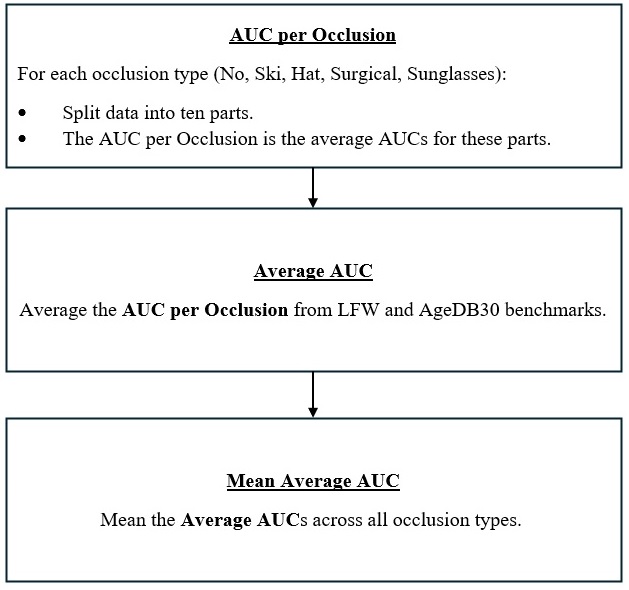 AUC per Occlusion
For each occlusion type (No, Ski, Hat, Surgical, Sunglasses):
• Split data into ten parts.
• The AUC per Occlusion is the average AUCs for these parts.
Average AUC
Average the AUC per Occlusion from LFW and AgeDB30 benchmarks.
Mean Average AUC
Mean the Average AUCs across all occlusion types.